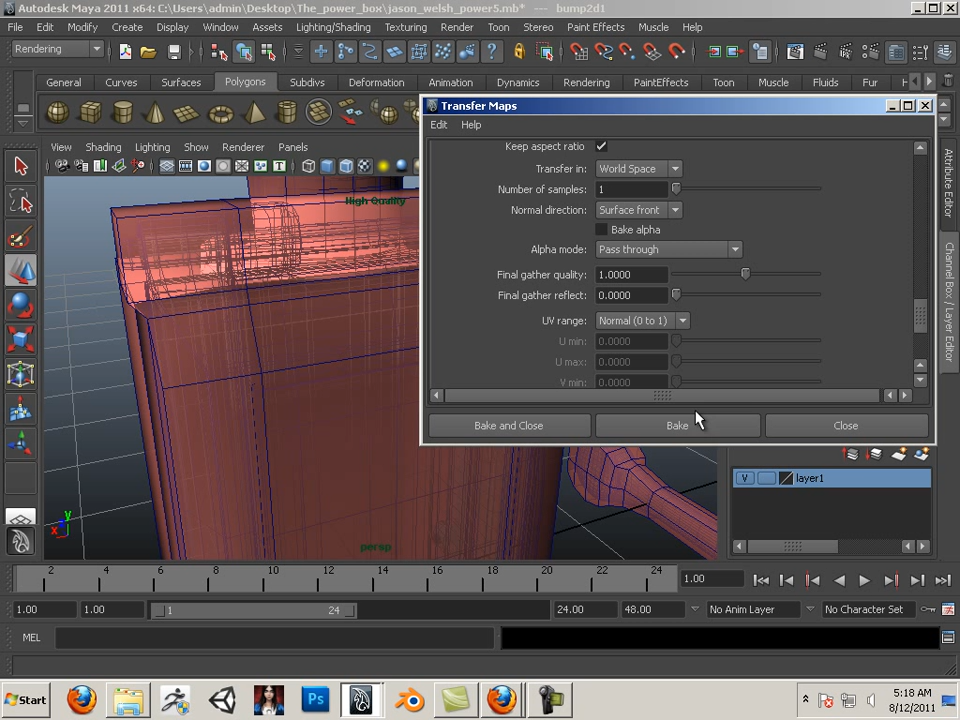 Autodesk Maya 2011 x64: C:\Users\admin\Desktop\The_power_box\jason_welsh_power5.mb* --- bump2d1
File Edit Modify Create Display Window Assets Lighting/Shading Texturing Render Toon Stereo Paint Effects Muscle Help
Rendering
General Curves Surfaces Polygons Subdivs Deformation Animation Dynamics Rendering PaintEffects Toon Muscle Fluids Fur H
Transfer Maps
Edit Help
View Shading Lighting Show Renderer Panels
High Quality
Keep aspect ratio
Transfer in: World Space
Number of samples: 1
Normal direction: Surface front
Bake alpha
Alpha mode: Pass through
Final gather quality: 1.0000
Final gather reflect: 0.0000
UV range: Normal (0 to 1)
U min: 0.0000
U max: 0.0000
V min: 0.0000
Bake and Close Bake Close
Attribute Editor
Channel Box / Layer Editor
V layer1
y
x
z
persp
2 4 6 8 10 12 14 16 18 20 22 24
1.00
1.00 1.00 1 24 24.00 48.00 No Anim Layer No Character Set
MEL
Start
Ps
5:18 AM
8/12/2011